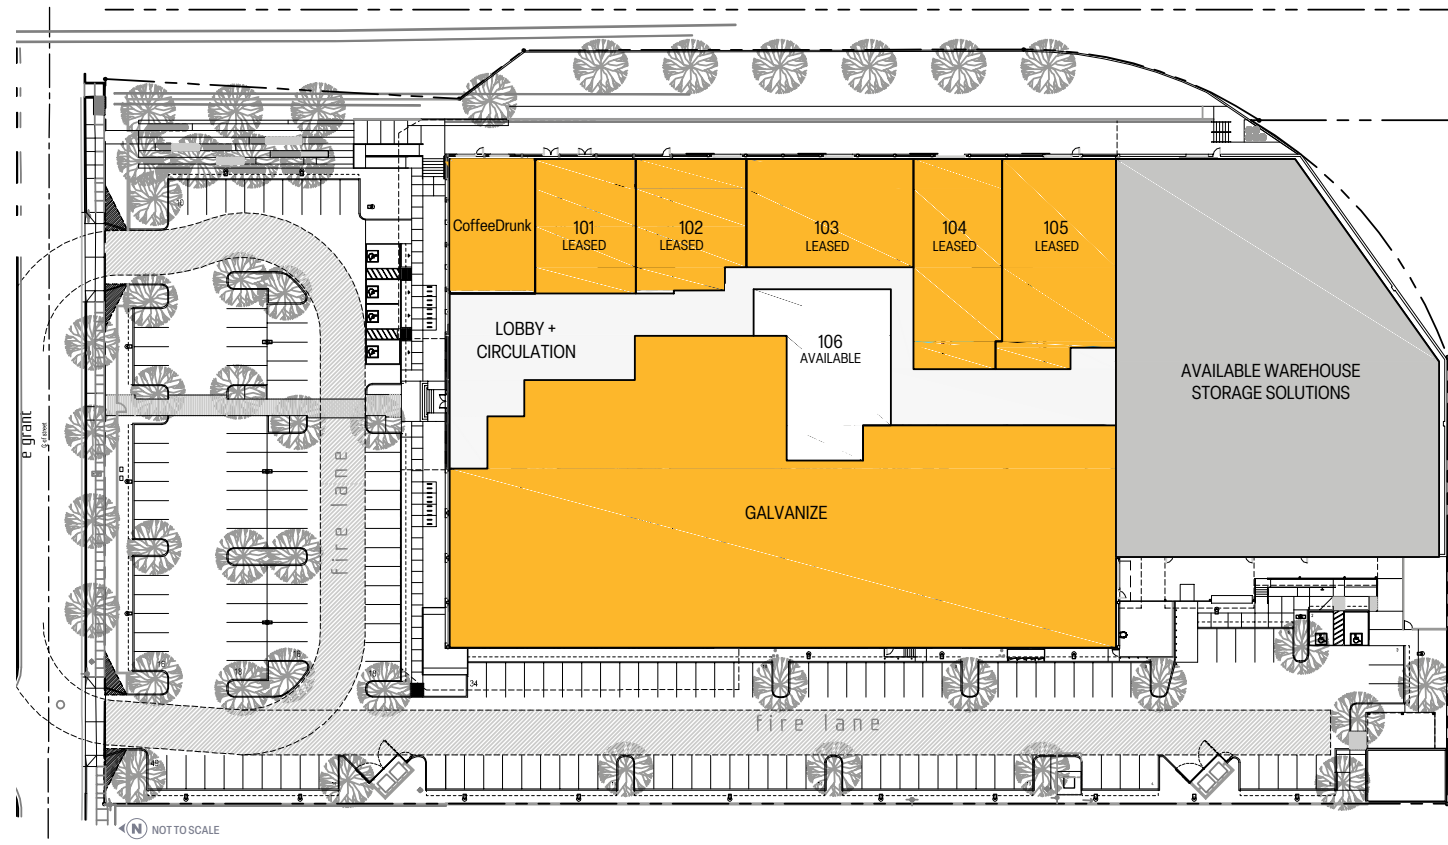 CoffeeDrunk
101
LEASED
102
LEASED
103
LEASED
104
LEASED
105
LEASED
LOBBY +
CIRCULATION
106
AVAILABLE
AVAILABLE WAREHOUSE
STORAGE SOLUTIONS
e grant
fire lane
GALVANIZE
34
fire lane
N NOT TO SCALE